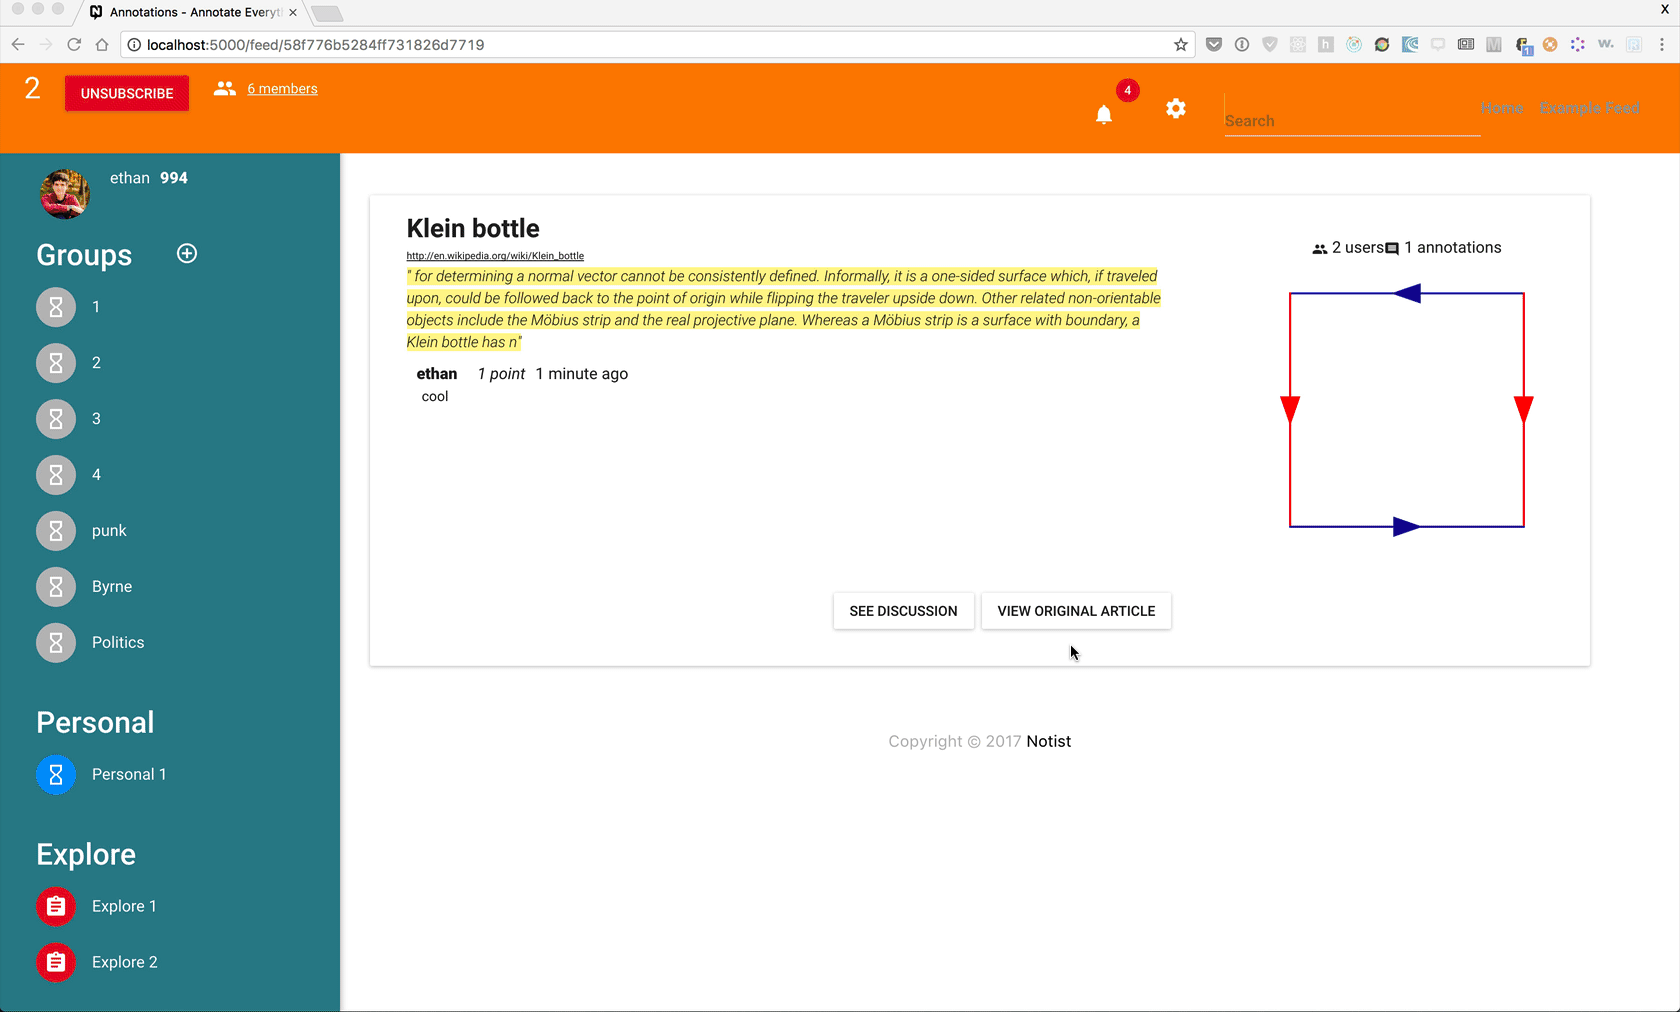 Annotations - Annotate Everyt
localhost:5000/feed/58f776b5284ff731826d7719
2
UNSUBSCRIBE
6 members
4
Search
Home
Example Feed
ethan 994
Groups
1
2
3
4
punk
Byrne
Politics
Personal
Personal 1
Explore
Explore 1
Explore 2
Klein bottle
http://en.wikipedia.org/wiki/Klein_bottle
" for determining a normal vector cannot be consistently defined. Informally, it is a one-sided surface which, if traveled
upon, could be followed back to the point of origin while flipping the traveler upside down. Other related non-orientable
objects include the Möbius strip and the real projective plane. Whereas a Möbius strip is a surface with boundary, a
Klein bottle has n"
ethan 1 point 1 minute ago
cool
2 users 1 annotations
SEE DISCUSSION
VIEW ORIGINAL ARTICLE
Copyright © 2017 Notist